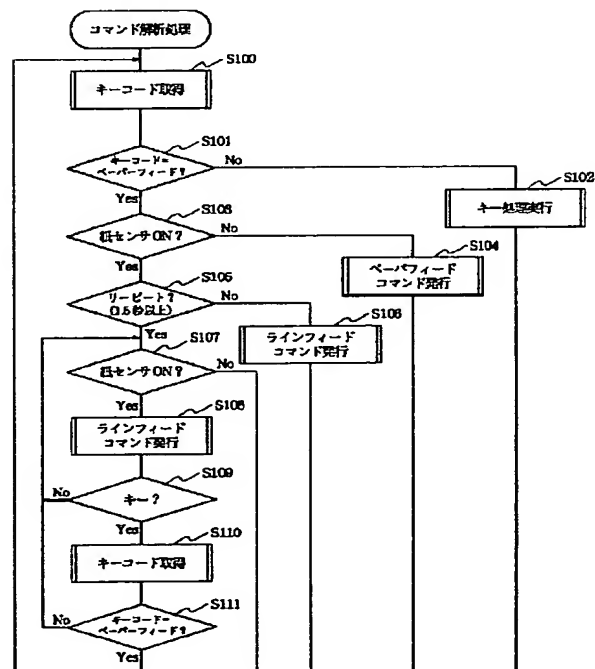 コマンド解断処理
S100
キーコード取得
S101
キーコード=
ペーパーフィード?
No
Yes
S102
キー処理実行
S103
紙センサON?
No
Yes
S104
ペーパフィード
コマンド発行
S105
リーピート?
(0.5秒以上)
No
Yes
S106
ラインフィード
コマンド発行
S107
紙センサON?
No
Yes
S108
ラインフィード
コマンド発行
S109
キー?
No
Yes
S110
キーコード取得
S111
キーコード=
ペーパーフィード?
No
Yes